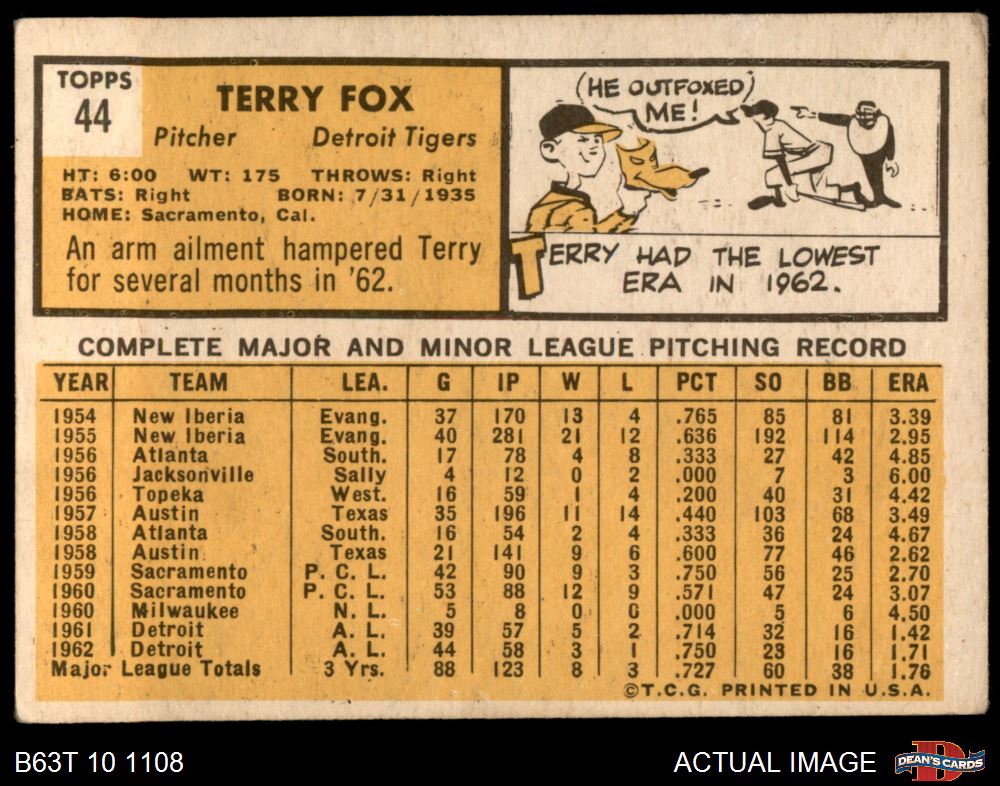 TOPPS
44
TERRY FOX
Pitcher Detroit Tigers
HT: 6:00 WT: 175 THROWS: Right
BATS: Right BORN: 7/31/1935
HOME: Sacramento, Cal.
An arm ailment hampered Terry
for several months in '62.
(HE OUTFOXED)
ME!
TERRY HAD THE LOWEST
ERA IN 1962.
COMPLETE MAJOR AND MINOR LEAGUE PITCHING RECORD
YEAR TEAM LEA. G IP W L PCT SO BB ERA
1954 New Iberia Evang. 37 170 13 4 .765 85 81 3.39
1955 New Iberia Evang. 40 281 21 12 .636 192 114 2.95
1956 Atlanta South. 17 78 4 8 .333 27 42 4.85
1956 Jacksonville Sally 4 12 0 2 .000 7 3 6.00
1956 Topeka West. 16 59 1 4 .200 40 31 4.42
1957 Austin Texas 35 196 11 14 .440 103 68 3.49
1958 Atlanta South. 16 54 2 4 .333 36 24 4.67
1958 Austin Texas 21 141 9 6 .600 77 46 2.62
1959 Sacramento P. C. L. 42 90 9 3 .750 56 25 2.70
1960 Sacramento P. C. L. 53 88 12 9 .571 47 24 3.07
1960 Milwaukee N. L. 5 8 0 0 .000 5 6 4.50
1961 Detroit A. L. 39 57 5 2 .714 32 16 1.42
1962 Detroit A. L. 44 58 3 1 .750 23 16 1.71
Major League Totals 3 Yrs. 88 123 8 3 .727 60 38 1.76
©T.C.G. PRINTED IN U.S.A.
B63T 10 1108 ACTUAL IMAGE DEAN'S CARDS